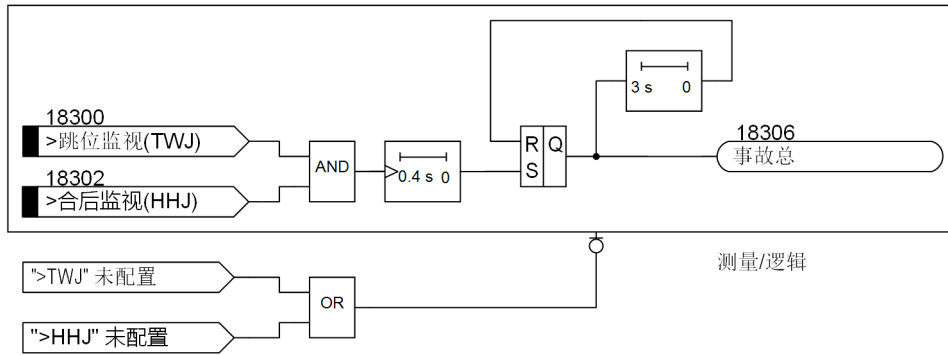 18300
>跳位监视(TWJ)
18302
>合后监视(HHJ)
AND
0.4 s 0
R Q
S
3 s 0
18306
事故总
">TWJ" 未配置
">HHJ" 未配置
OR
测量/逻辑